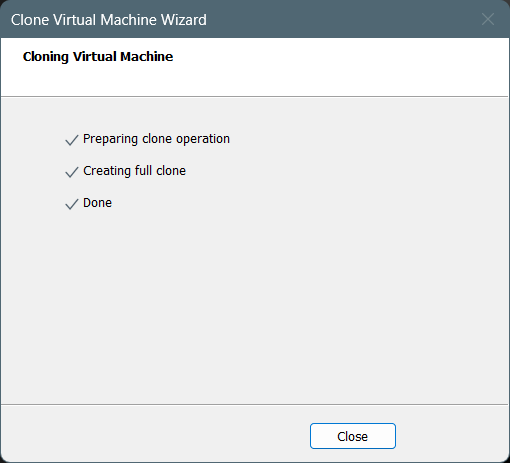 Clone Virtual Machine Wizard
Cloning Virtual Machine
Preparing clone operation
Creating full clone
Done
Close